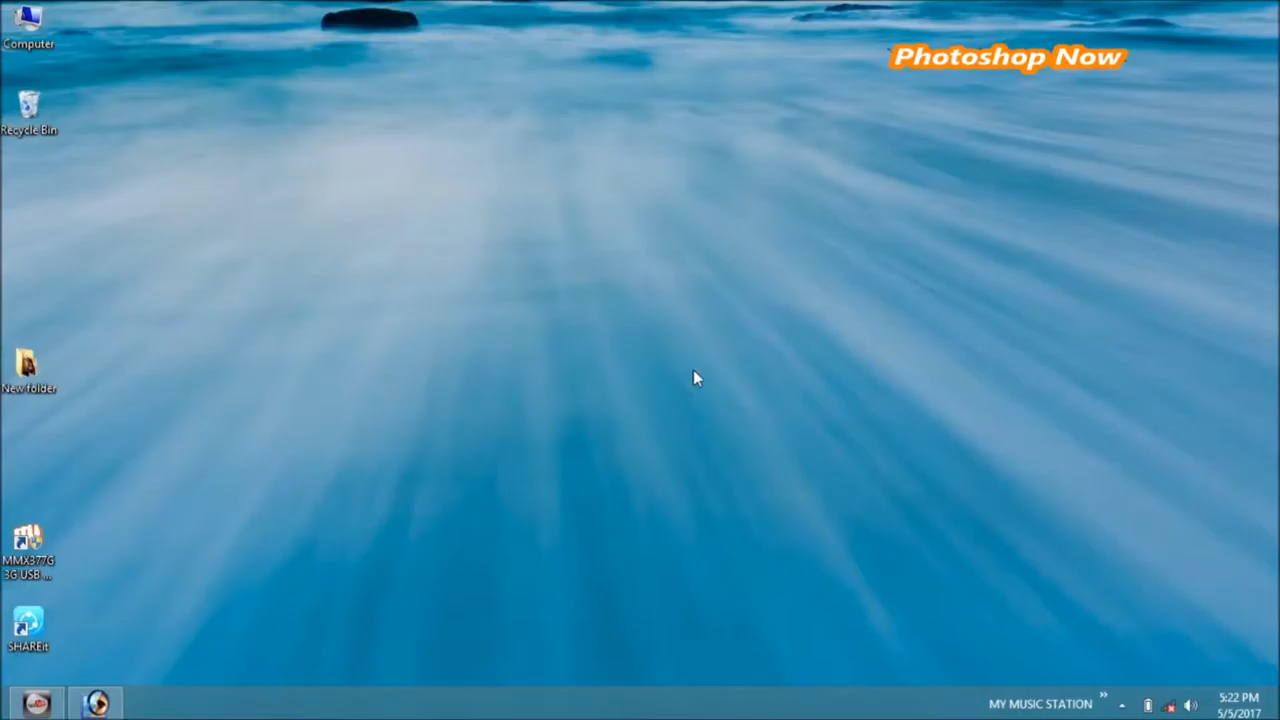 Computer
Photoshop Now
Recycle Bin
New folder
MMX377G
3G USB ...
SHAREit
MY MUSIC STATION
5:22 PM
5/5/2017